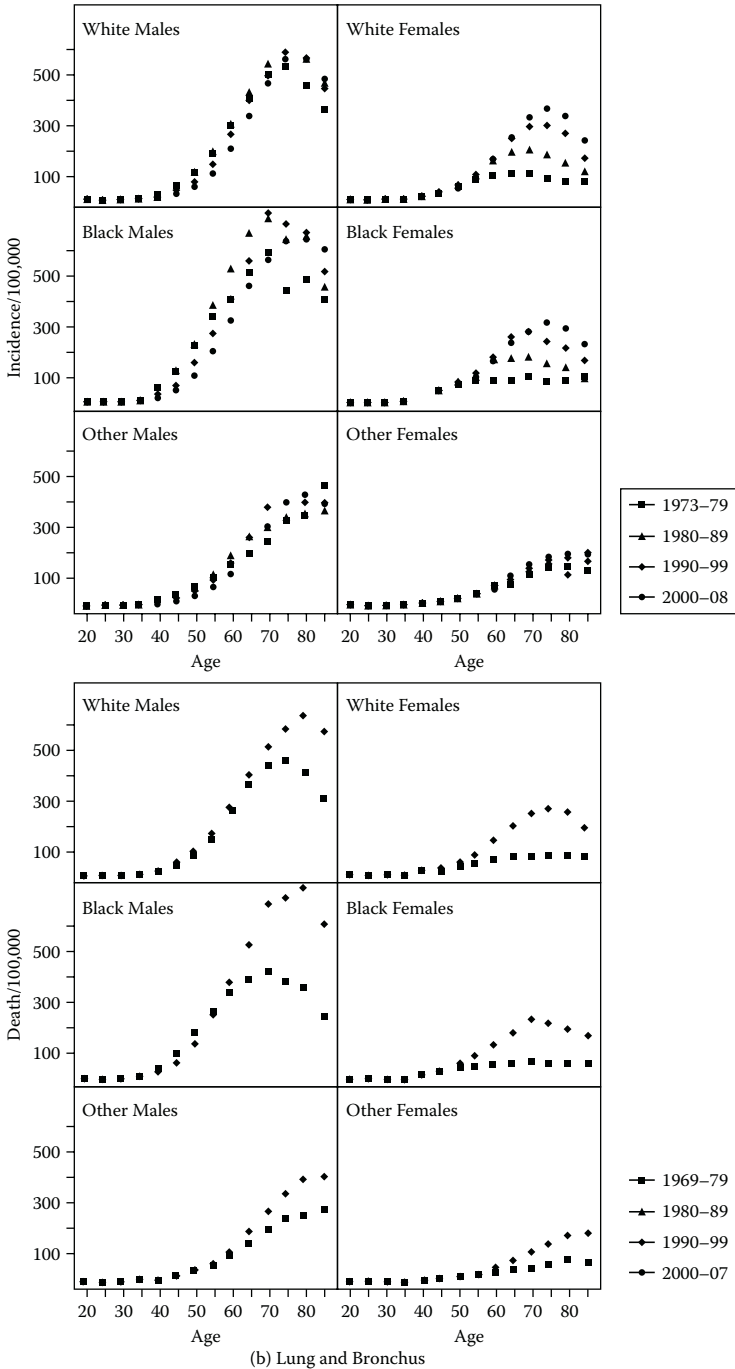 White Males
White Females
500
300
100
Black Males
Black Females
Incidence/100,000
500
300
100
Other Males
Other Females
500
300
100
1973–79
1980–89
1990–99
2000–08
20 30 40 50 60 70 80 20 30 40 50 60 70 80
Age Age
White Males
White Females
500
300
100
Black Males
Black Females
Death/100,000
500
300
100
Other Males
Other Females
500
300
100
1969–79
1980–89
1990–99
2000–07
20 30 40 50 60 70 80 20 30 40 50 60 70 80
Age Age
(b) Lung and Bronchus